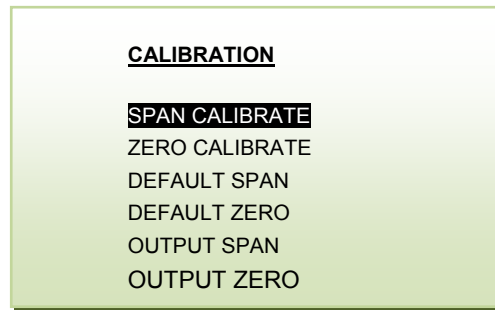 CALIBRATION
SPAN CALIBRATE
ZERO CALIBRATE
DEFAULT SPAN
DEFAULT ZERO
OUTPUT SPAN
OUTPUT ZERO